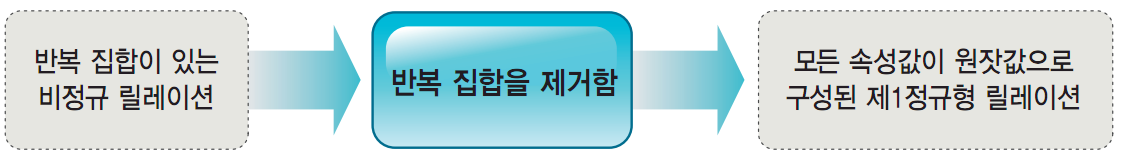 반복 집합이 있는
비정규 릴레이션
반복 집합을 제거함
모든 속성값이 원잣값으로
구성된 제1정규형 릴레이션